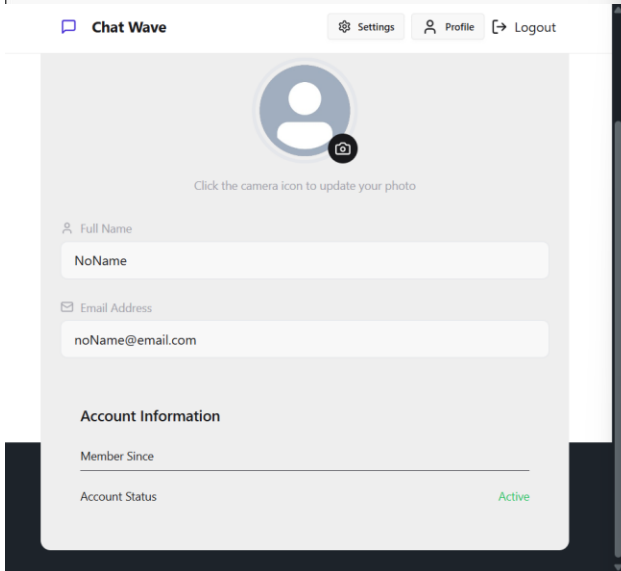 Chat Wave
Settings
Profile
Logout
Click the camera icon to update your photo
Full Name
NoName
Email Address
noName@email.com
Account Information
Member Since
Account Status
Active